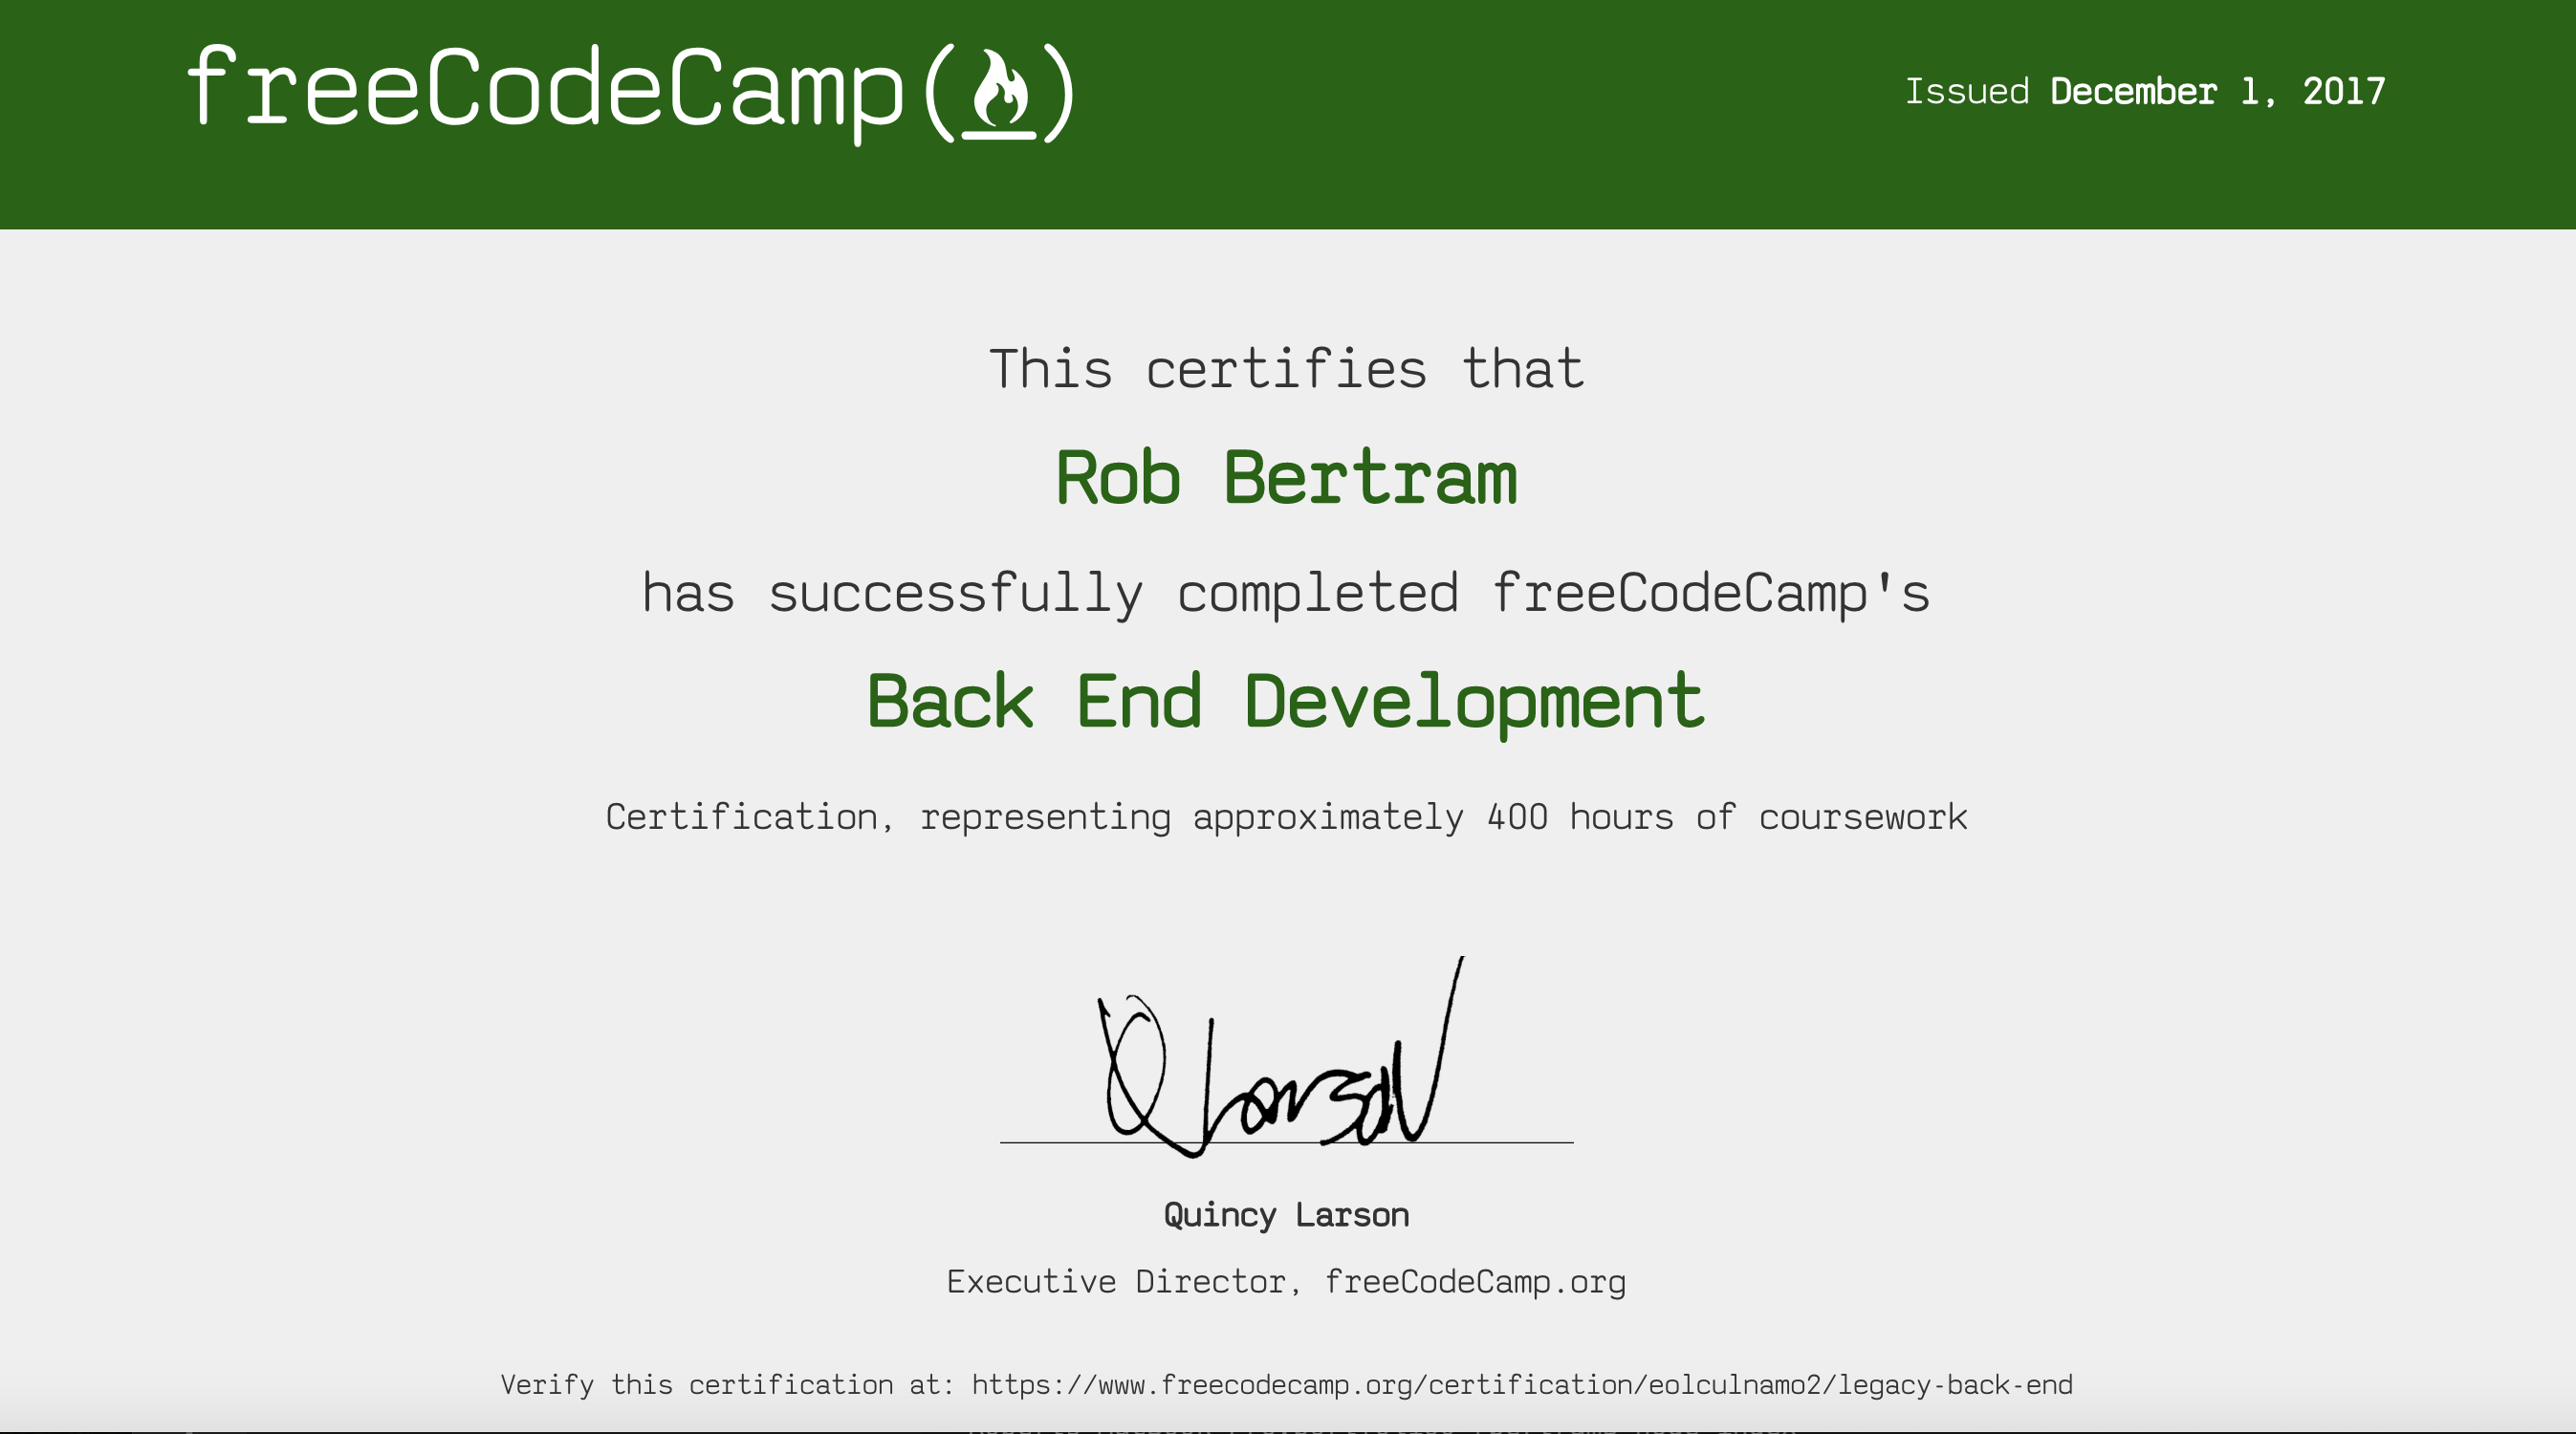 freeCodeCamp()
Issued December 1, 2017
This certifies that
Rob Bertram
has successfully completed freeCodeCamp's
Back End Development
Certification, representing approximately 400 hours of coursework
QLarson
Quincy Larson
Executive Director, freeCodeCamp.org
Verify this certification at: https://www.freecodecamp.org/certification/eolculnamo2/legacy-back-end